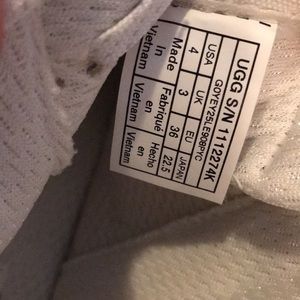 UGG S/N 1112274K
QOVEY25LE908PYC
USA UK EU JAPAN
4 3 36 22.5
Made In Vietnam
Fabriqué en Vietnam
Hecho en Vietnam